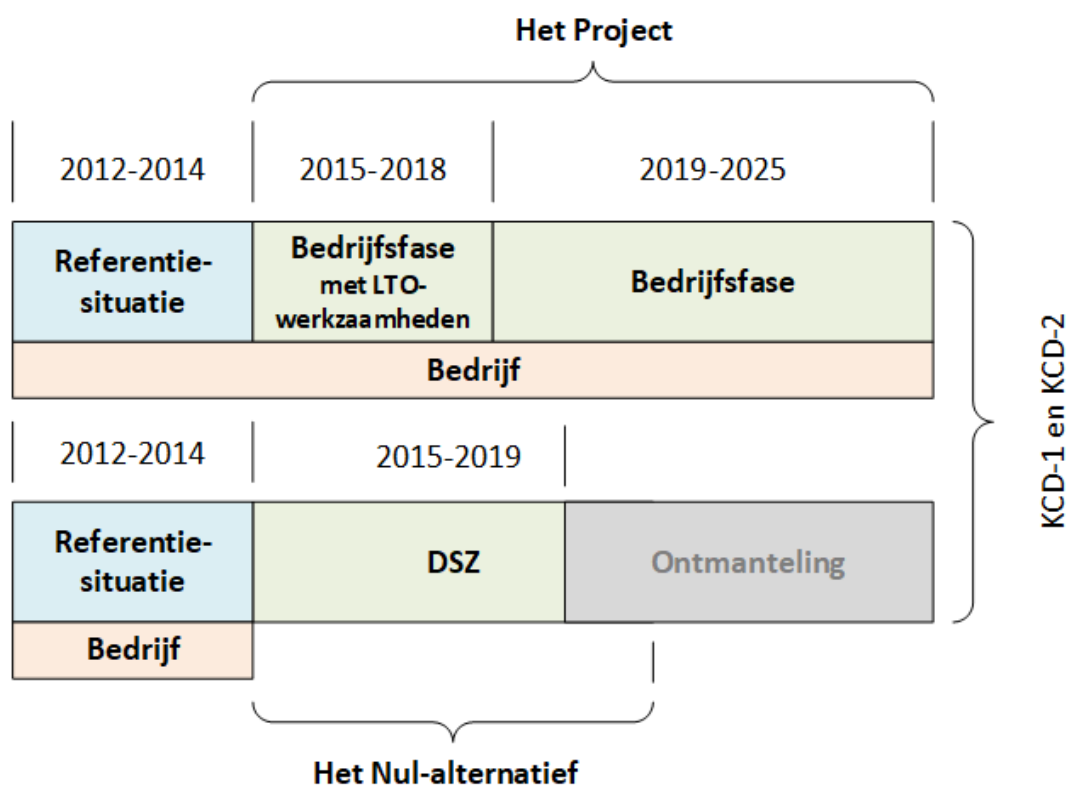 Het Project
2012-2014
2015-2018
2019-2025
Referentie-
situatie
Bedrijfsfase
met LTO-
werkzaamheden
Bedrijfsfase
Bedrijf
KCD-1 en KCD-2
2012-2014
2015-2019
Referentie-
situatie
DSZ
Ontmanteling
Bedrijf
Het Nul-alternatief